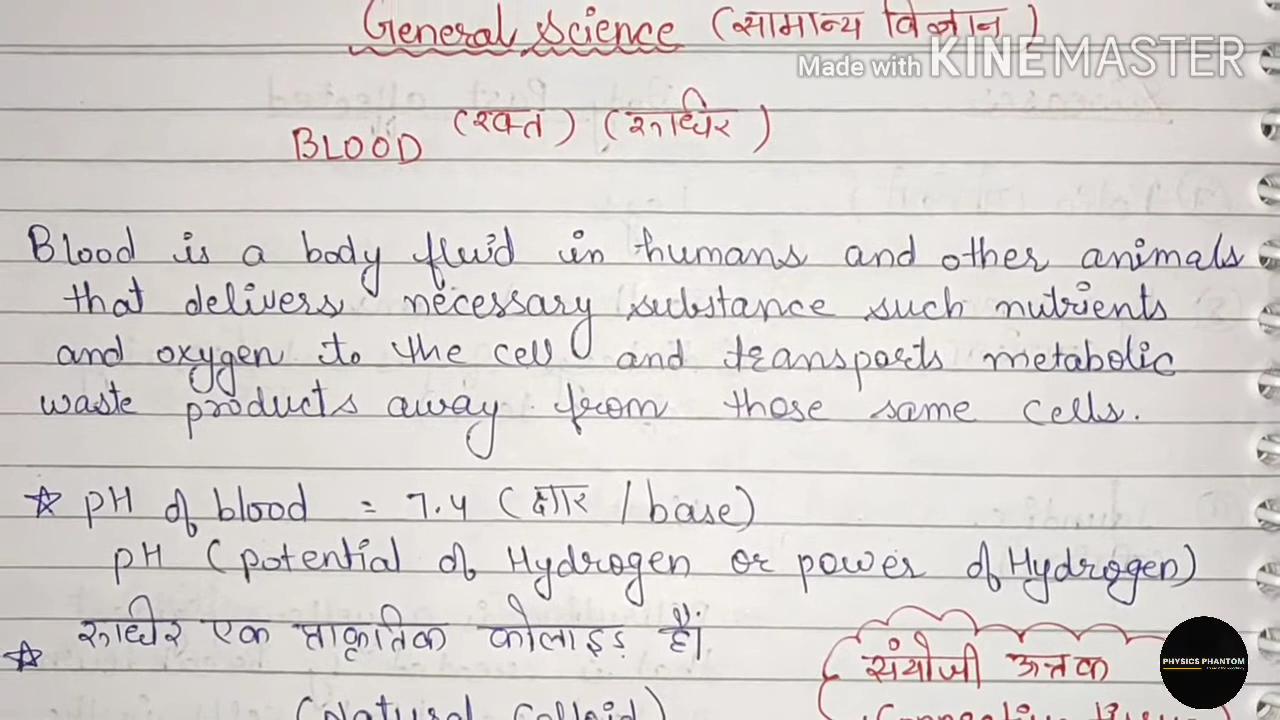 General Science (सामान्य विज्ञान)
Made with KINEMASTER
BLOOD (रक्त) (रुधिर)
Blood is a body fluid in humans and other animals
that delivers necessary substance such nutrients
and oxygen to the cell and transports metabolic
waste products away from those same cells.
☆ pH of blood = 7.4 (क्षार / base)
pH (potential of Hydrogen or power of Hydrogen)
☆ रुधिर एक प्राकृतिक कोलाइड है।
(Natural Colloid)
संयोजी ऊतक
PHYSICS PHANTOM